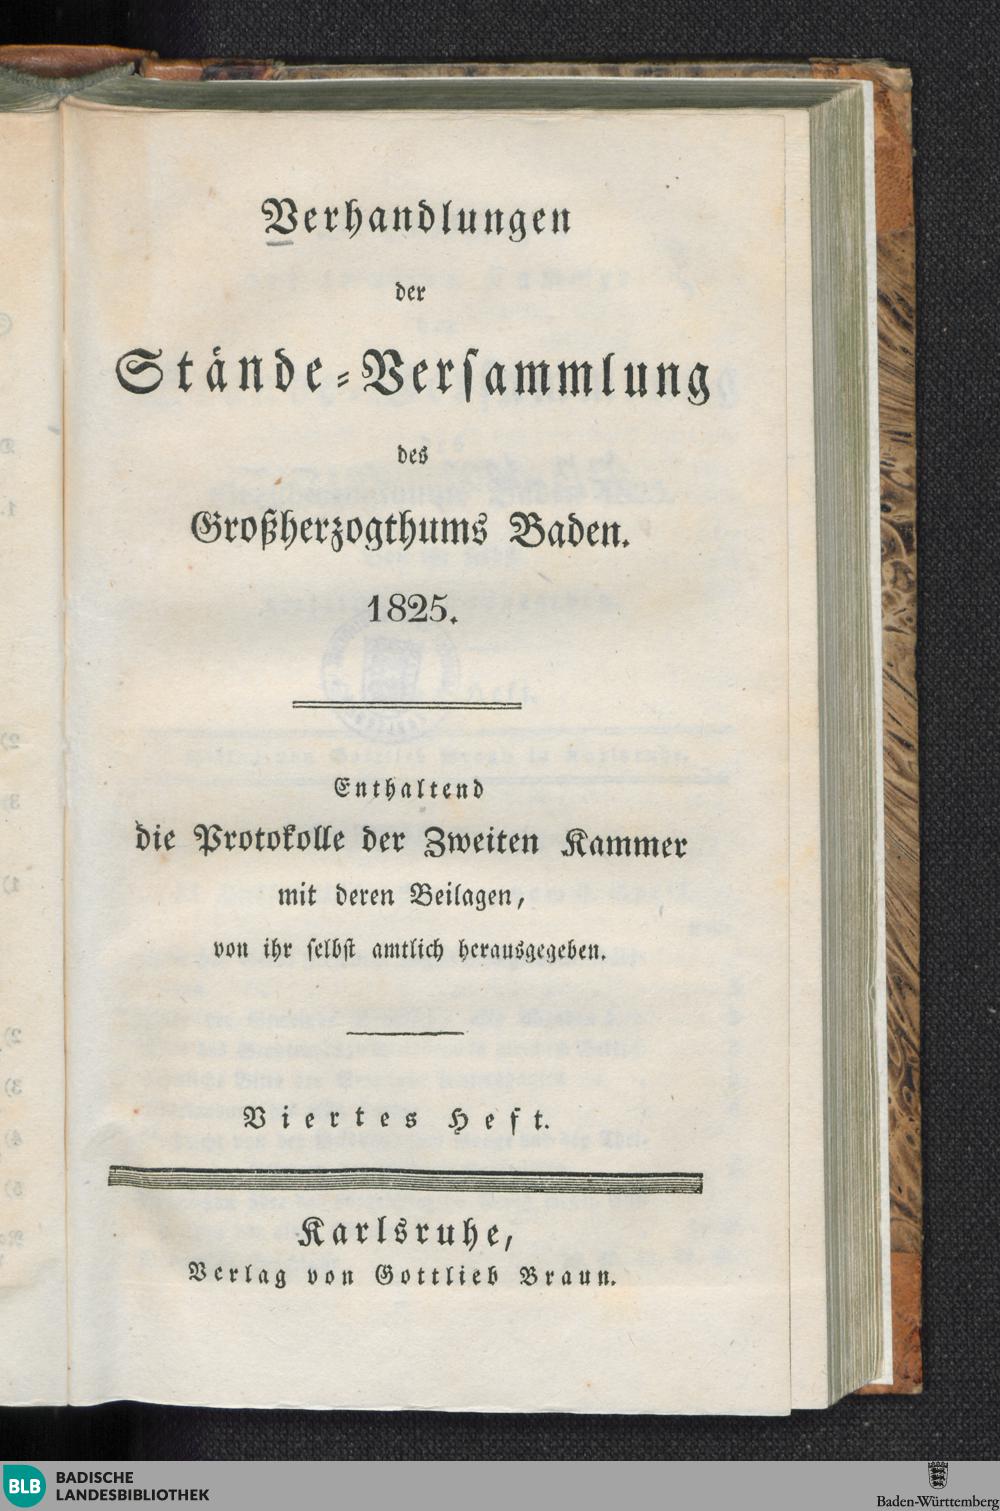 Verhandlungen
der
Stände-Versammlung
des
Großherzogthums Baden.
1825.
Enthaltend
die Protokolle der Zweiten Kammer
mit deren Beilagen,
von ihr selbst amtlich herausgegeben.
Viertes Heft.
Karlsruhe,
Verlag von Gottlieb Braun.
BLB
BADISCHE
LANDESBIBLIOTHEK
Baden-Württemberg